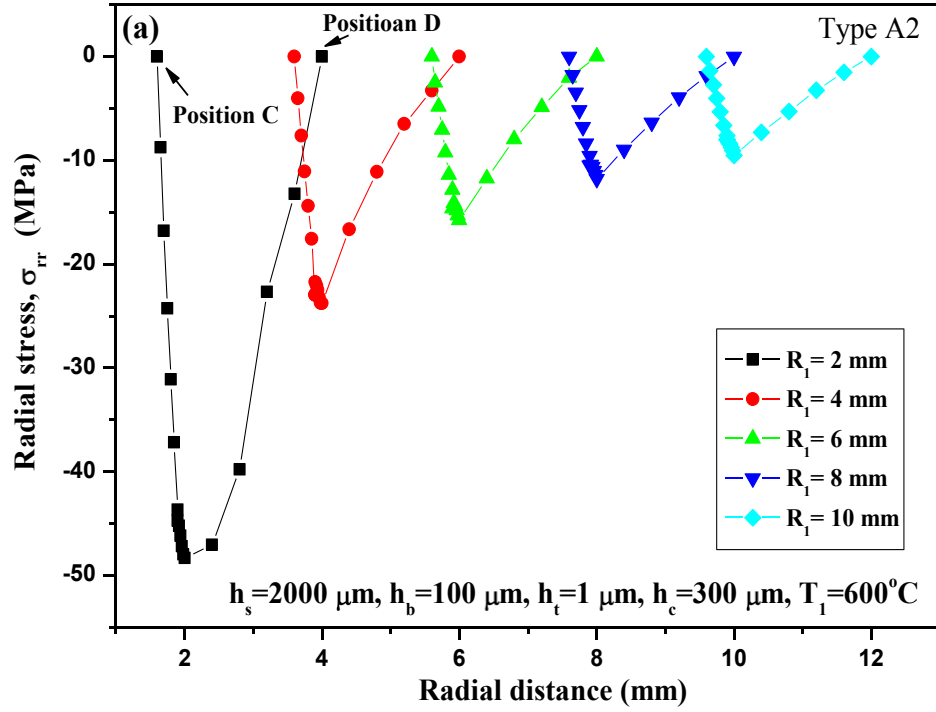 (a)
Positioan D
Type A2
Position C
0
-10
-20
-30
-40
-50
Radial stress, σrr (MPa)
R1= 2 mm
R1= 4 mm
R1= 6 mm
R1= 8 mm
R1= 10 mm
hs=2000 μm, hb=100 μm, ht=1 μm, hc=300 μm, T1=600°C
2 4 6 8 10 12
Radial distance (mm)